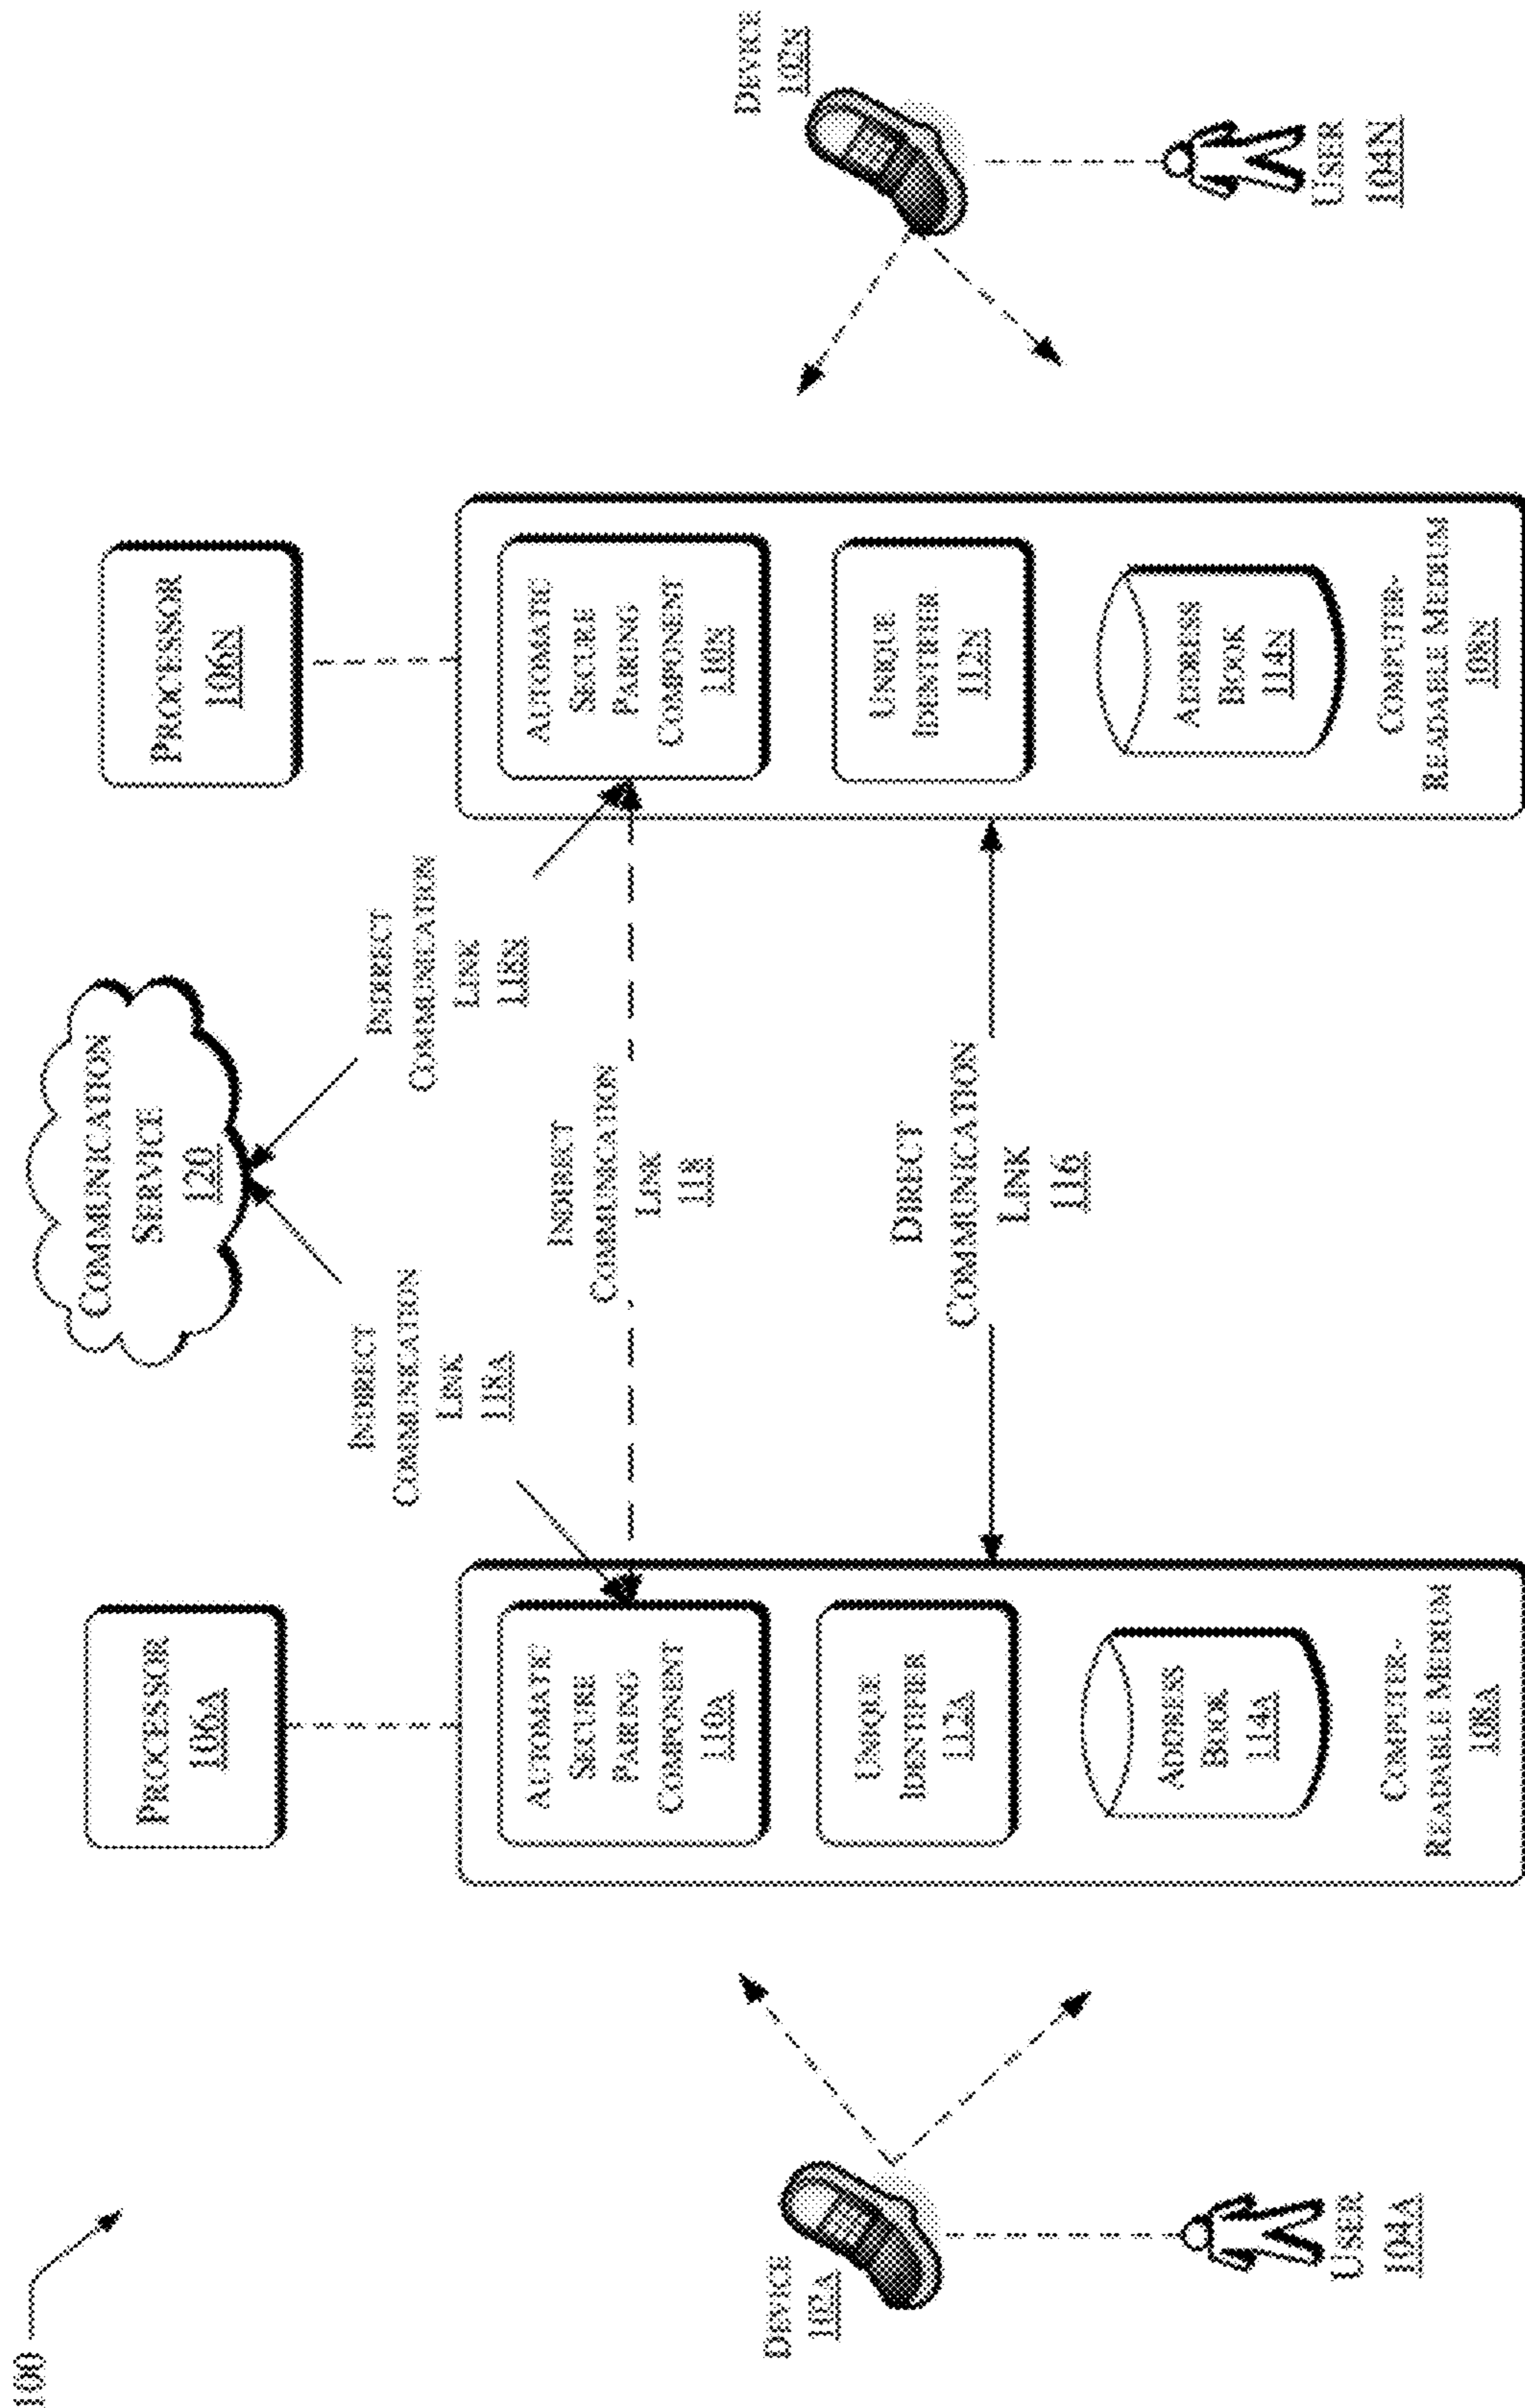 100
COMMUNICATION
SERVICE
120
PROCESSOR
106A
PROCESSOR
106N
INDIRECT
COMMUNICATION
LINK
118A
INDIRECT
COMMUNICATION
LINK
118N
AUTOMATE
SECURE
PARING
COMPONENT
110A
INDIRECT
COMMUNICATION
LINK
118
AUTOMATIC
SECURE
PARING
COMPONENT
110N
DEVICE
102A
DEVICE
102N
UNIQUE
IDENTIFIER
112A
DIRECT
COMMUNICATION
LINK
116
UNIQUE
IDENTIFIER
112N
ADDRESS
BOOK
114A
ADDRESS
BOOK
114N
USER
104A
USER
104N
COMPUTER-
READABLE MEDIUM
108A
COMPUTER-
READABLE MEDIUM
108N